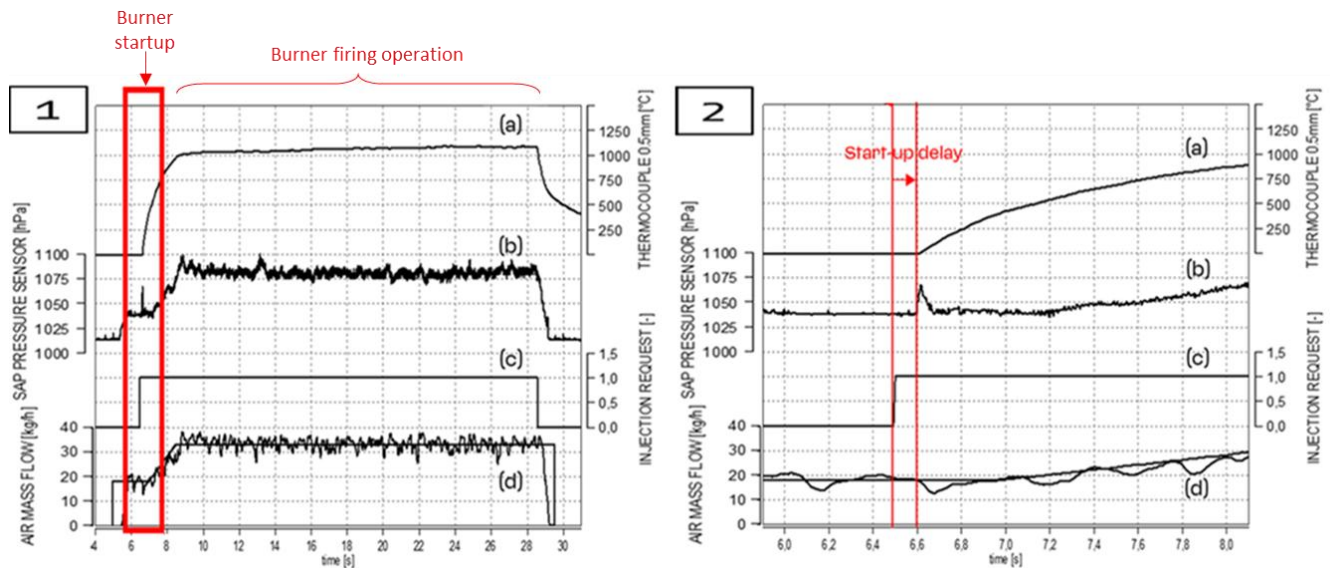 Burner
startup
Burner firing operation
1
(a)
(b)
(c)
(d)
1250
1000
750
500
250
THERMOCOUPLE 0.5mm [°C]
1100
1075
1050
1025
1000
SAP PRESSURE SENSOR [hPa]
1,5
1,0
0,5
0,0
INJECTION REQUEST [-]
40
30
20
10
0
AIR MASS FLOW [kg/h]
4 6 8 10 12 14 16 18 20 22 24 26 28 30
time [s]
2
Start-up delay
(a)
(b)
(c)
(d)
1250
1000
750
500
250
THERMOCOUPLE 0.5mm [°C]
1100
1075
1050
1025
1000
SAP PRESSURE SENSOR [hPa]
1,5
1,0
0,5
0,0
INJECTION REQUEST [-]
40
30
20
10
0
AIR MASS FLOW [kg/h]
6,0 6,2 6,4 6,6 6,8 7,0 7,2 7,4 7,6 7,8 8,0
time [s]